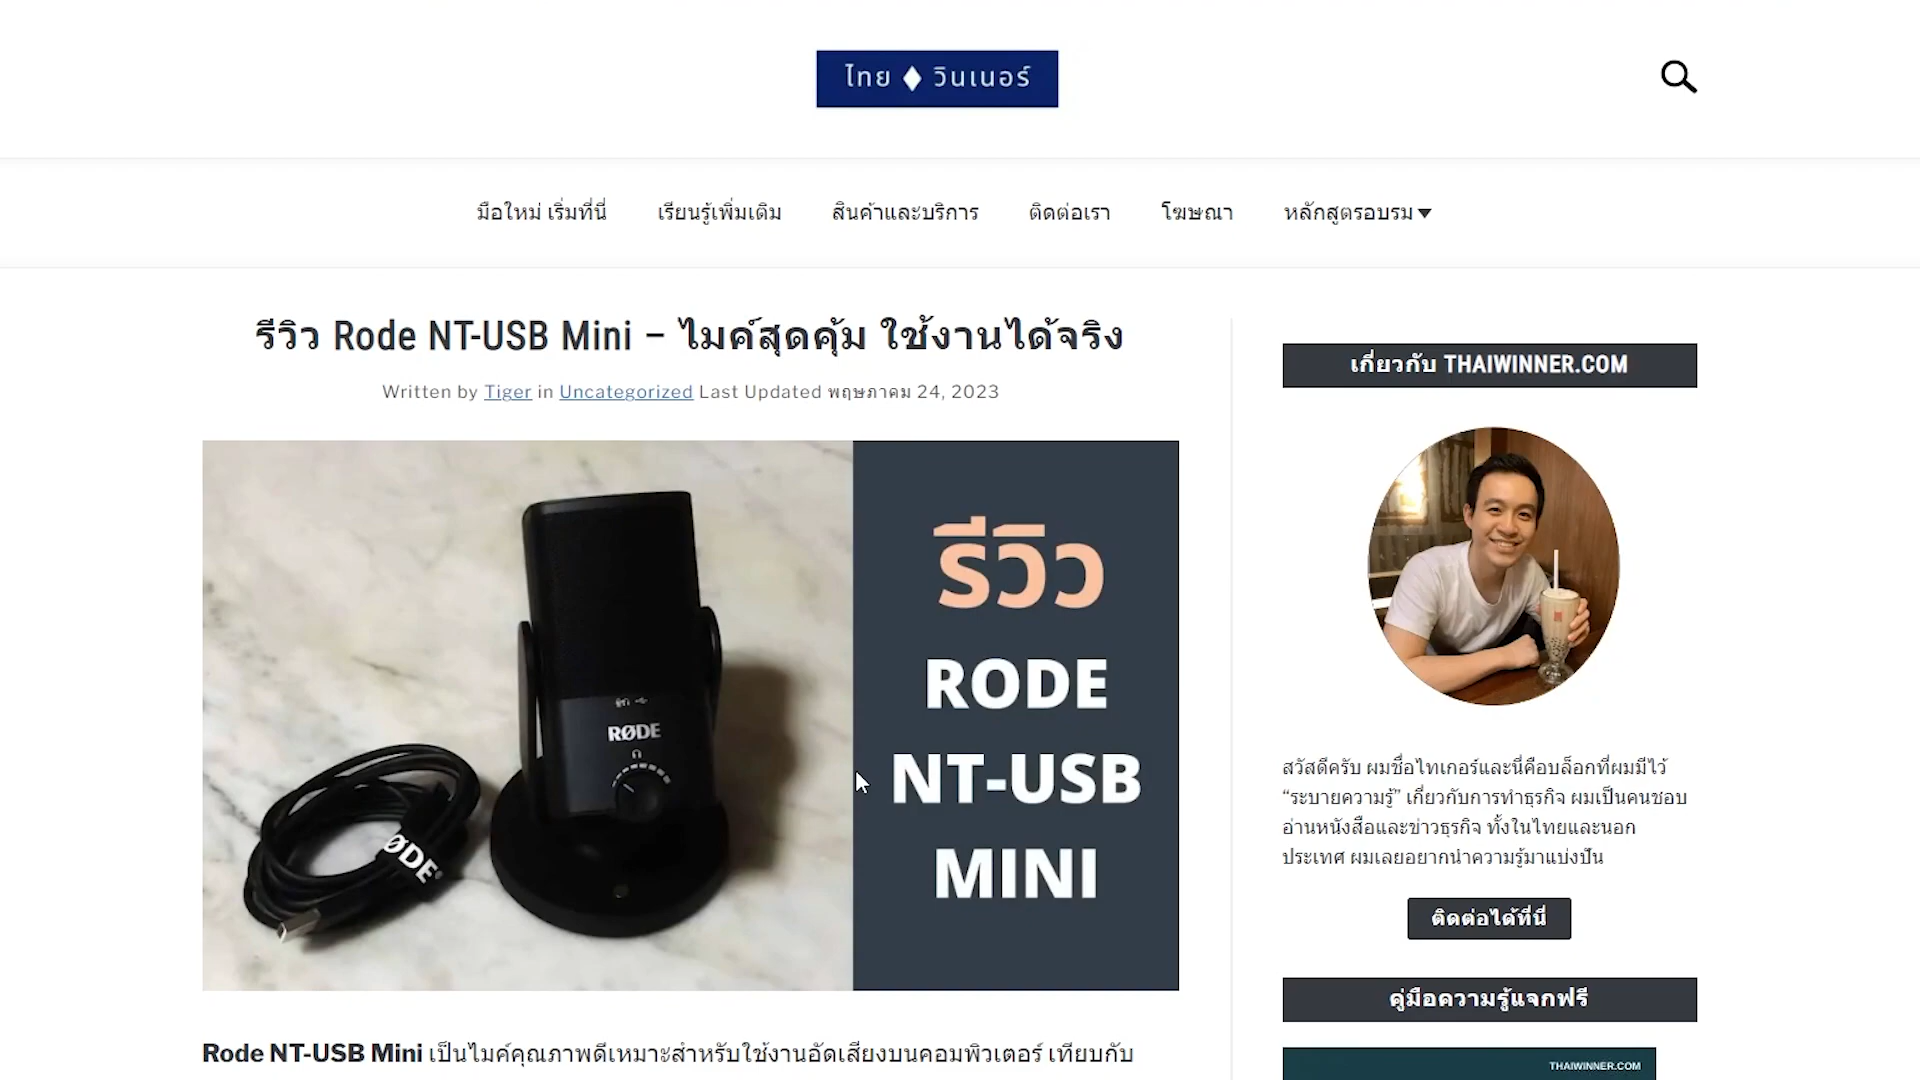 ไทย ♦ วินเนอร์
มือใหม่ เริ่มที่นี่ เรียนรู้เพิ่มเติม สินค้าและบริการ ติดต่อเรา โฆษณา หลักสูตรอบรม
รีวิว Rode NT-USB Mini – ไมค์สุดคุ้ม ใช้งานได้จริง
Written by Tiger in Uncategorized Last Updated พฤษภาคม 24, 2023
RØDE
RØDE
รีวิว
RODE
NT-USB
MINI
Rode NT-USB Mini เป็นไมค์คุณภาพดีเหมาะสำหรับใช้งานอัดเสียงบนคอมพิวเตอร์ เทียบกับ
เกี่ยวกับ THAIWINNER.COM
สวัสดีครับ ผมชื่อไทเกอร์และนี่คือบล็อกที่ผมมีไว้
“ระบายความรู้” เกี่ยวกับการทำธุรกิจ ผมเป็นคนชอบ
อ่านหนังสือและข่าวธุรกิจ ทั้งในไทยและนอก
ประเทศ ผมเลยอยากนำความรู้มาแบ่งปัน
ติดต่อได้ที่นี่
คู่มือความรู้แจกฟรี
THAIWINNER.COM